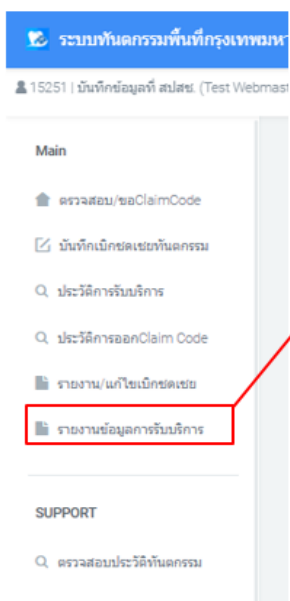 ระบบทันตกรรมพื้นที่กรุงเทพมห
15251 | บันทึกข้อมูลที่ สปสช. (Test Webmast
Main
ตรวจสอบ/ขอClaimCode
บันทึกเบิกชดเชยทันตกรรม
ประวัติการรับบริการ
ประวัติการออกClaim Code
รายงาน/แก้ไขเบิกชดเชย
รายงานข้อมูลการรับบริการ
SUPPORT
ตรวจสอบประวัติทันตกรรม